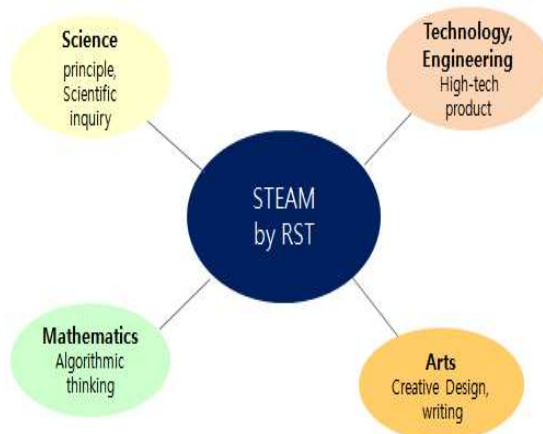 Science
principle,
Scientific
inquiry
Technology,
Engineering
High-tech
product
STEAM
by RST
Mathematics
Algorithmic
thinking
Arts
Creative Design,
writing